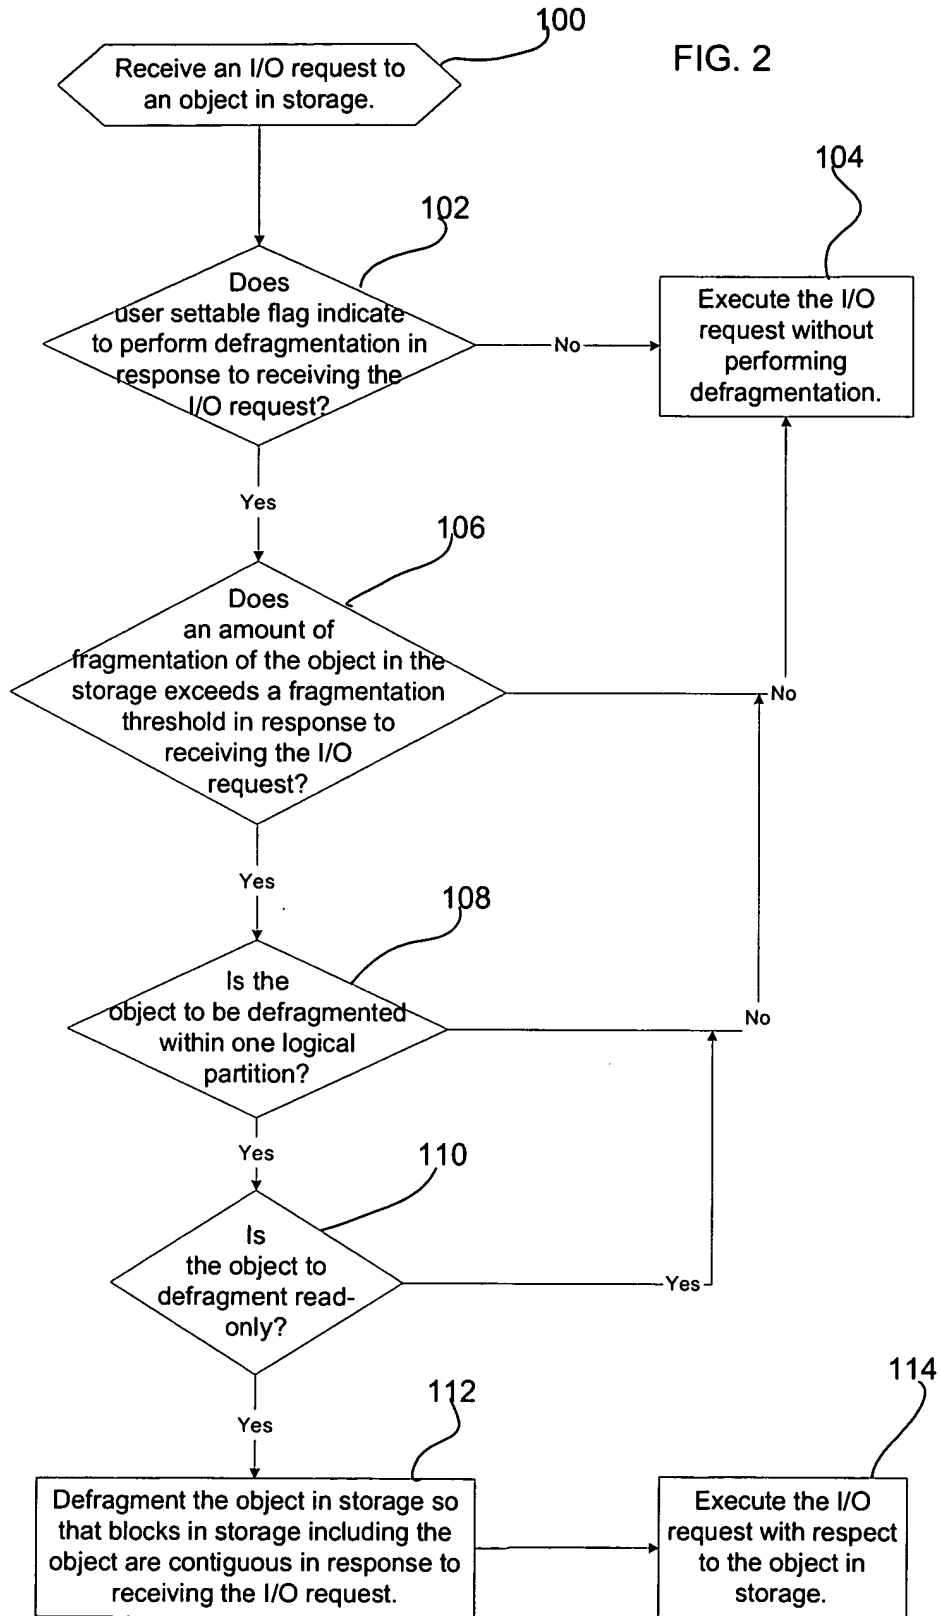 100
FIG. 2
Receive an I/O request to
an object in storage.
104
102
Does
user settable flag indicate
to perform defragmentation in
response to receiving the
I/O request?
No
Execute the I/O
request without
performing
defragmentation.
Yes
106
Does
an amount of
fragmentation of the object in the
storage exceeds a fragmentation
threshold in response to
receiving the I/O
request?
No
Yes
108
Is the
object to be defragmented
within one logical
partition?
No
Yes
110
Is
the object to
defragment read-
only?
Yes
Yes
112
114
Defragment the object in storage so
that blocks in storage including the
object are contiguous in response to
receiving the I/O request.
Execute the I/O
request with respect
to the object in
storage.